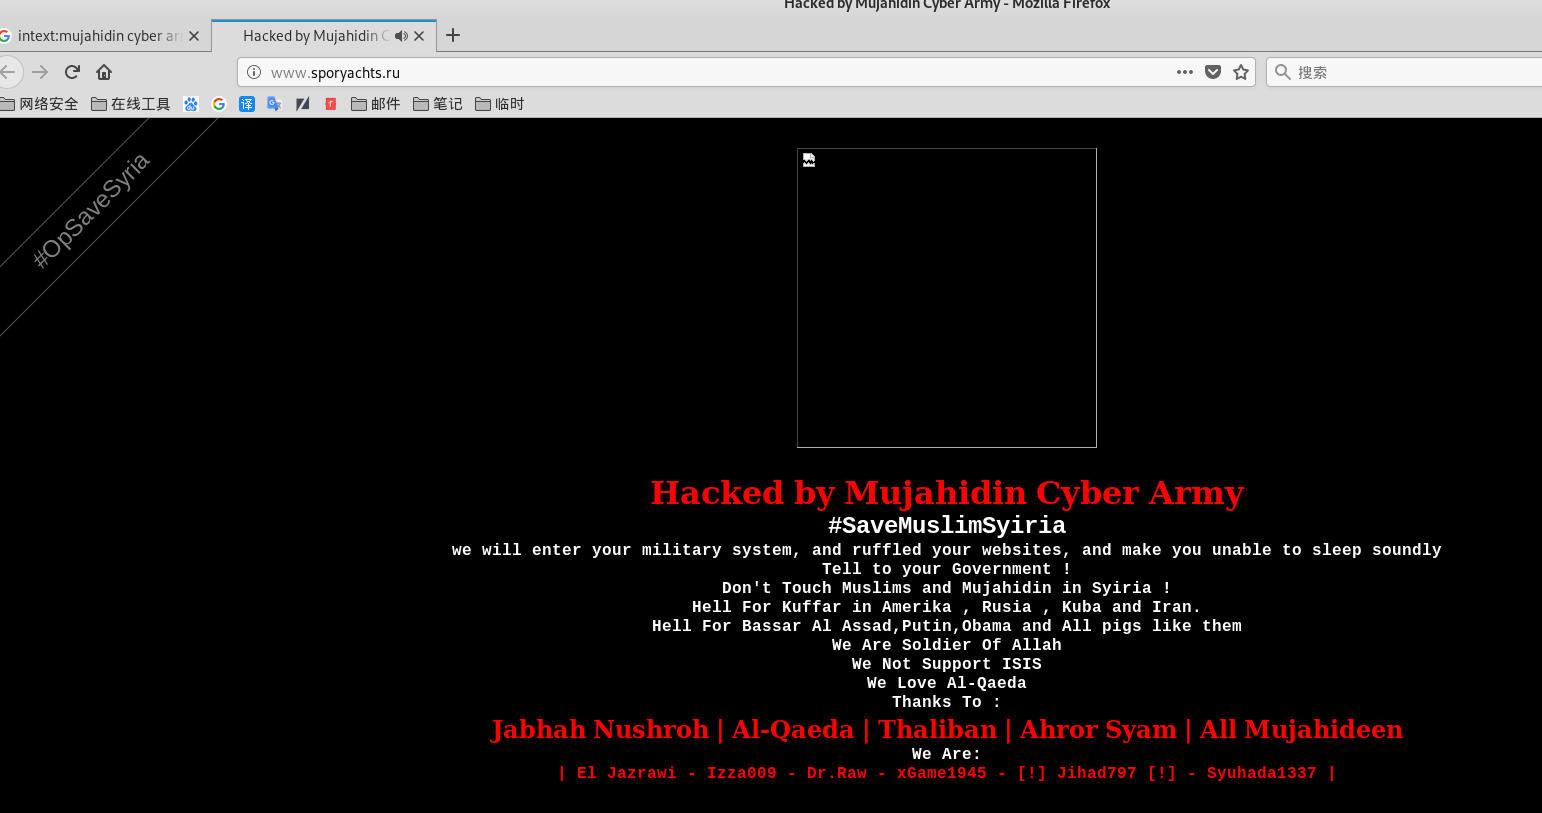 Hacked by Mujahidin Cyber Army - Mozilla Firefox
intext:mujahidin cyber ar
Hacked by Mujahidin C
www.sporyachts.ru
搜索
网络安全 在线工具 译 邮件 笔记 临时
#OpSaveSyria
Hacked by Mujahidin Cyber Army
#SaveMuslimSyiria
we will enter your military system, and ruffled your websites, and make you unable to sleep soundly
Tell to your Government !
Don't Touch Muslims and Mujahidin in Syiria !
Hell For Kuffar in Amerika , Rusia , Kuba and Iran.
Hell For Bassar Al Assad,Putin,Obama and All pigs like them
We Are Soldier Of Allah
We Not Support ISIS
We Love Al-Qaeda
Thanks To :
Jabhah Nushroh | Al-Qaeda | Thaliban | Ahror Syam | All Mujahideen
We Are:
| El Jazrawi - Izza009 - Dr.Raw - xGame1945 - [!] Jihad797 [!] - Syuhada1337 |